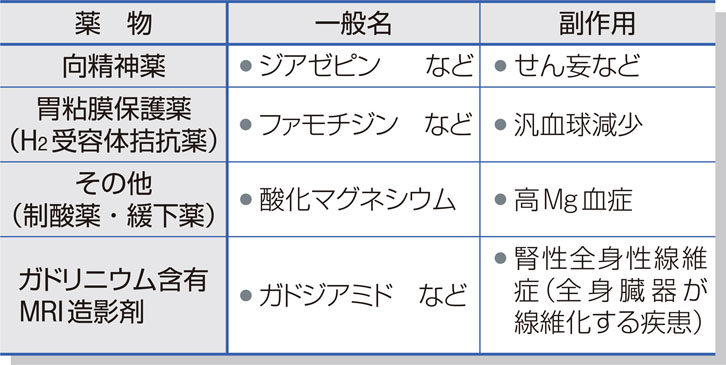 薬　物　一般名　副作用
向精神薬　●ジアゼピン　など　●せん妄など
胃粘膜保護薬
（H2受容体拮抗薬）　●ファモチジン　など　●汎血球減少
その他
（制酸薬・緩下薬）　●酸化マグネシウム　●高Mg血症
ガドリニウム含有
MRI造影剤　●ガドジアミド　など
●腎性全身性線維
症（全身臓器が
線維化する疾患）